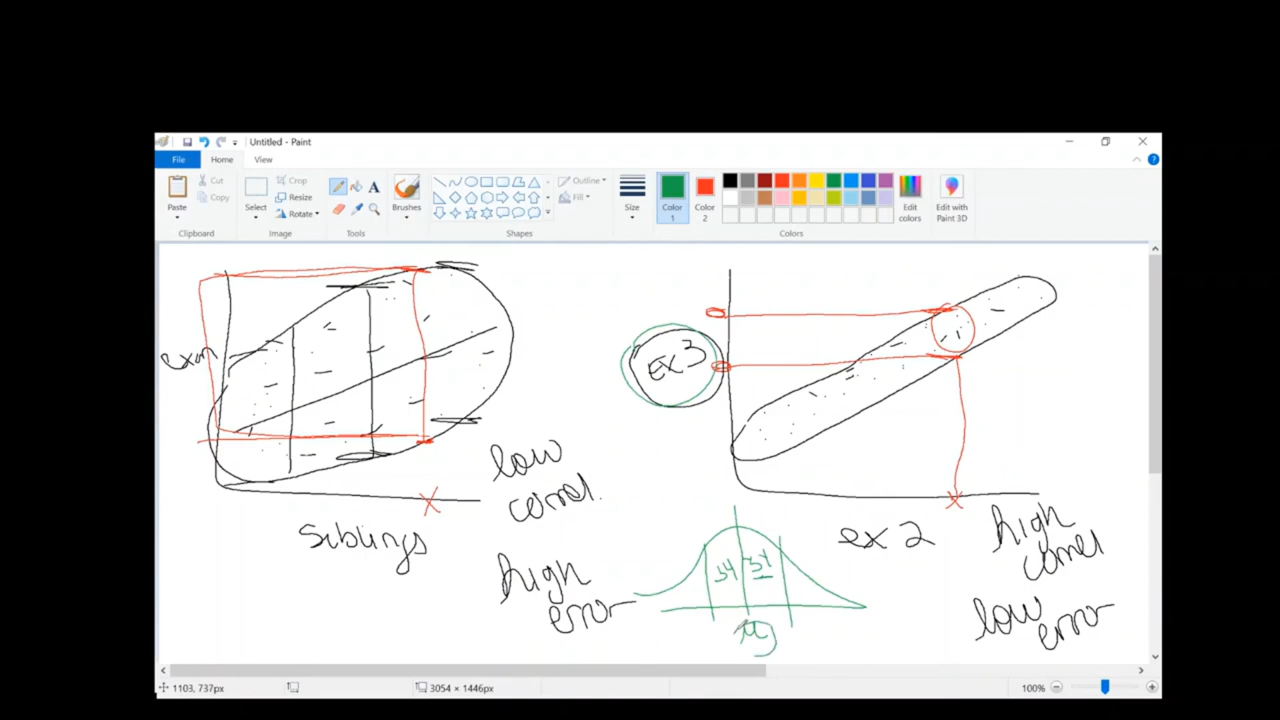 Untitled - Paint
File Home View
Paste
Cut
Copy
Clipboard
Select
Crop
Resize
Rotate
Image
A
Tools
Brushes
Shapes
Outline
Fill
Size
Color 1
Color 2
Colors
Edit colors
Edit with Paint 3D
exam
siblings
low
correl.
high
error
ex 3
ex 2
high
correl
low
error
34 34
1103, 737px
3054 × 1446px
100%